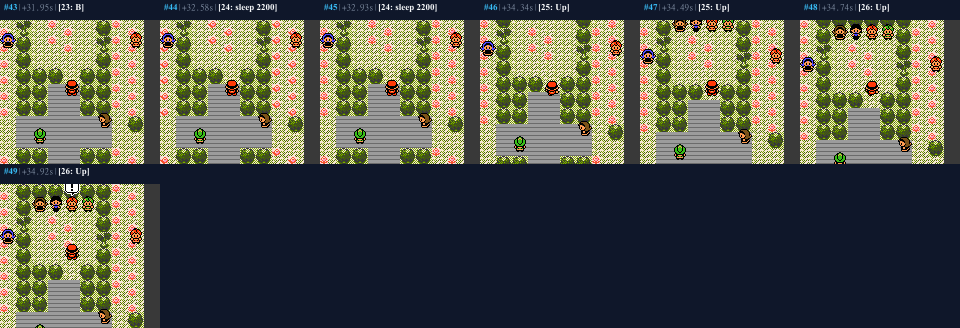 #43|+31.95s| [23: B]
#44|+32.58s| [24: sleep 2200]
#45|+32.93s| [24: sleep 2200]
#46|+34.34s| [25: Up]
#47|+34.49s| [25: Up]
#48|+34.74s| [26: Up]
#49|+34.92s| [26: Up]
!